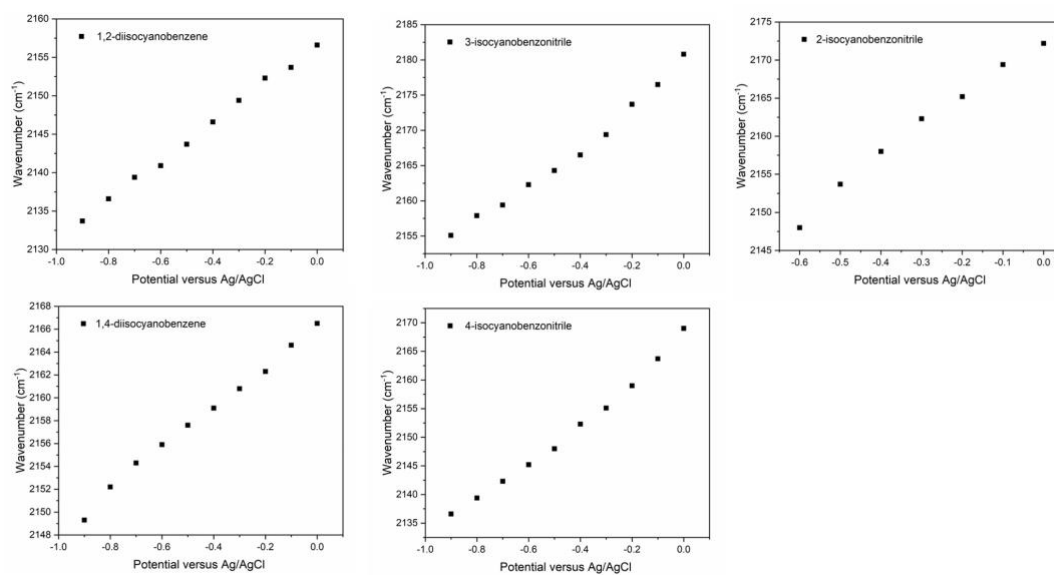 1,2-diisocyanobenzene
Wavenumber (cm⁻¹)
2160
2155
2150
2145
2140
2135
2130
-1.0 -0.8 -0.6 -0.4 -0.2 0.0
Potential versus Ag/AgCl
3-isocyanobenzonitrile
Wavenumber (cm⁻¹)
2185
2180
2175
2170
2165
2160
2155
-1.0 -0.8 -0.6 -0.4 -0.2 0.0
Potential versus Ag/AgCl
2-isocyanobenzonitrile
Wavenumber (cm⁻¹)
2175
2170
2165
2160
2155
2150
2145
-0.6 -0.5 -0.4 -0.3 -0.2 -0.1 0.0
Potential versus Ag/AgCl
1,4-diisocyanobenzene
Wavenumber (cm⁻¹)
2168
2166
2164
2162
2160
2158
2156
2154
2152
2150
2148
-1.0 -0.8 -0.6 -0.4 -0.2 0.0
Potential versus Ag/AgCl
4-isocyanobenzonitrile
Wavenumber (cm⁻¹)
2170
2165
2160
2155
2150
2145
2140
2135
-1.0 -0.8 -0.6 -0.4 -0.2 0.0
Potential versus Ag/AgCl